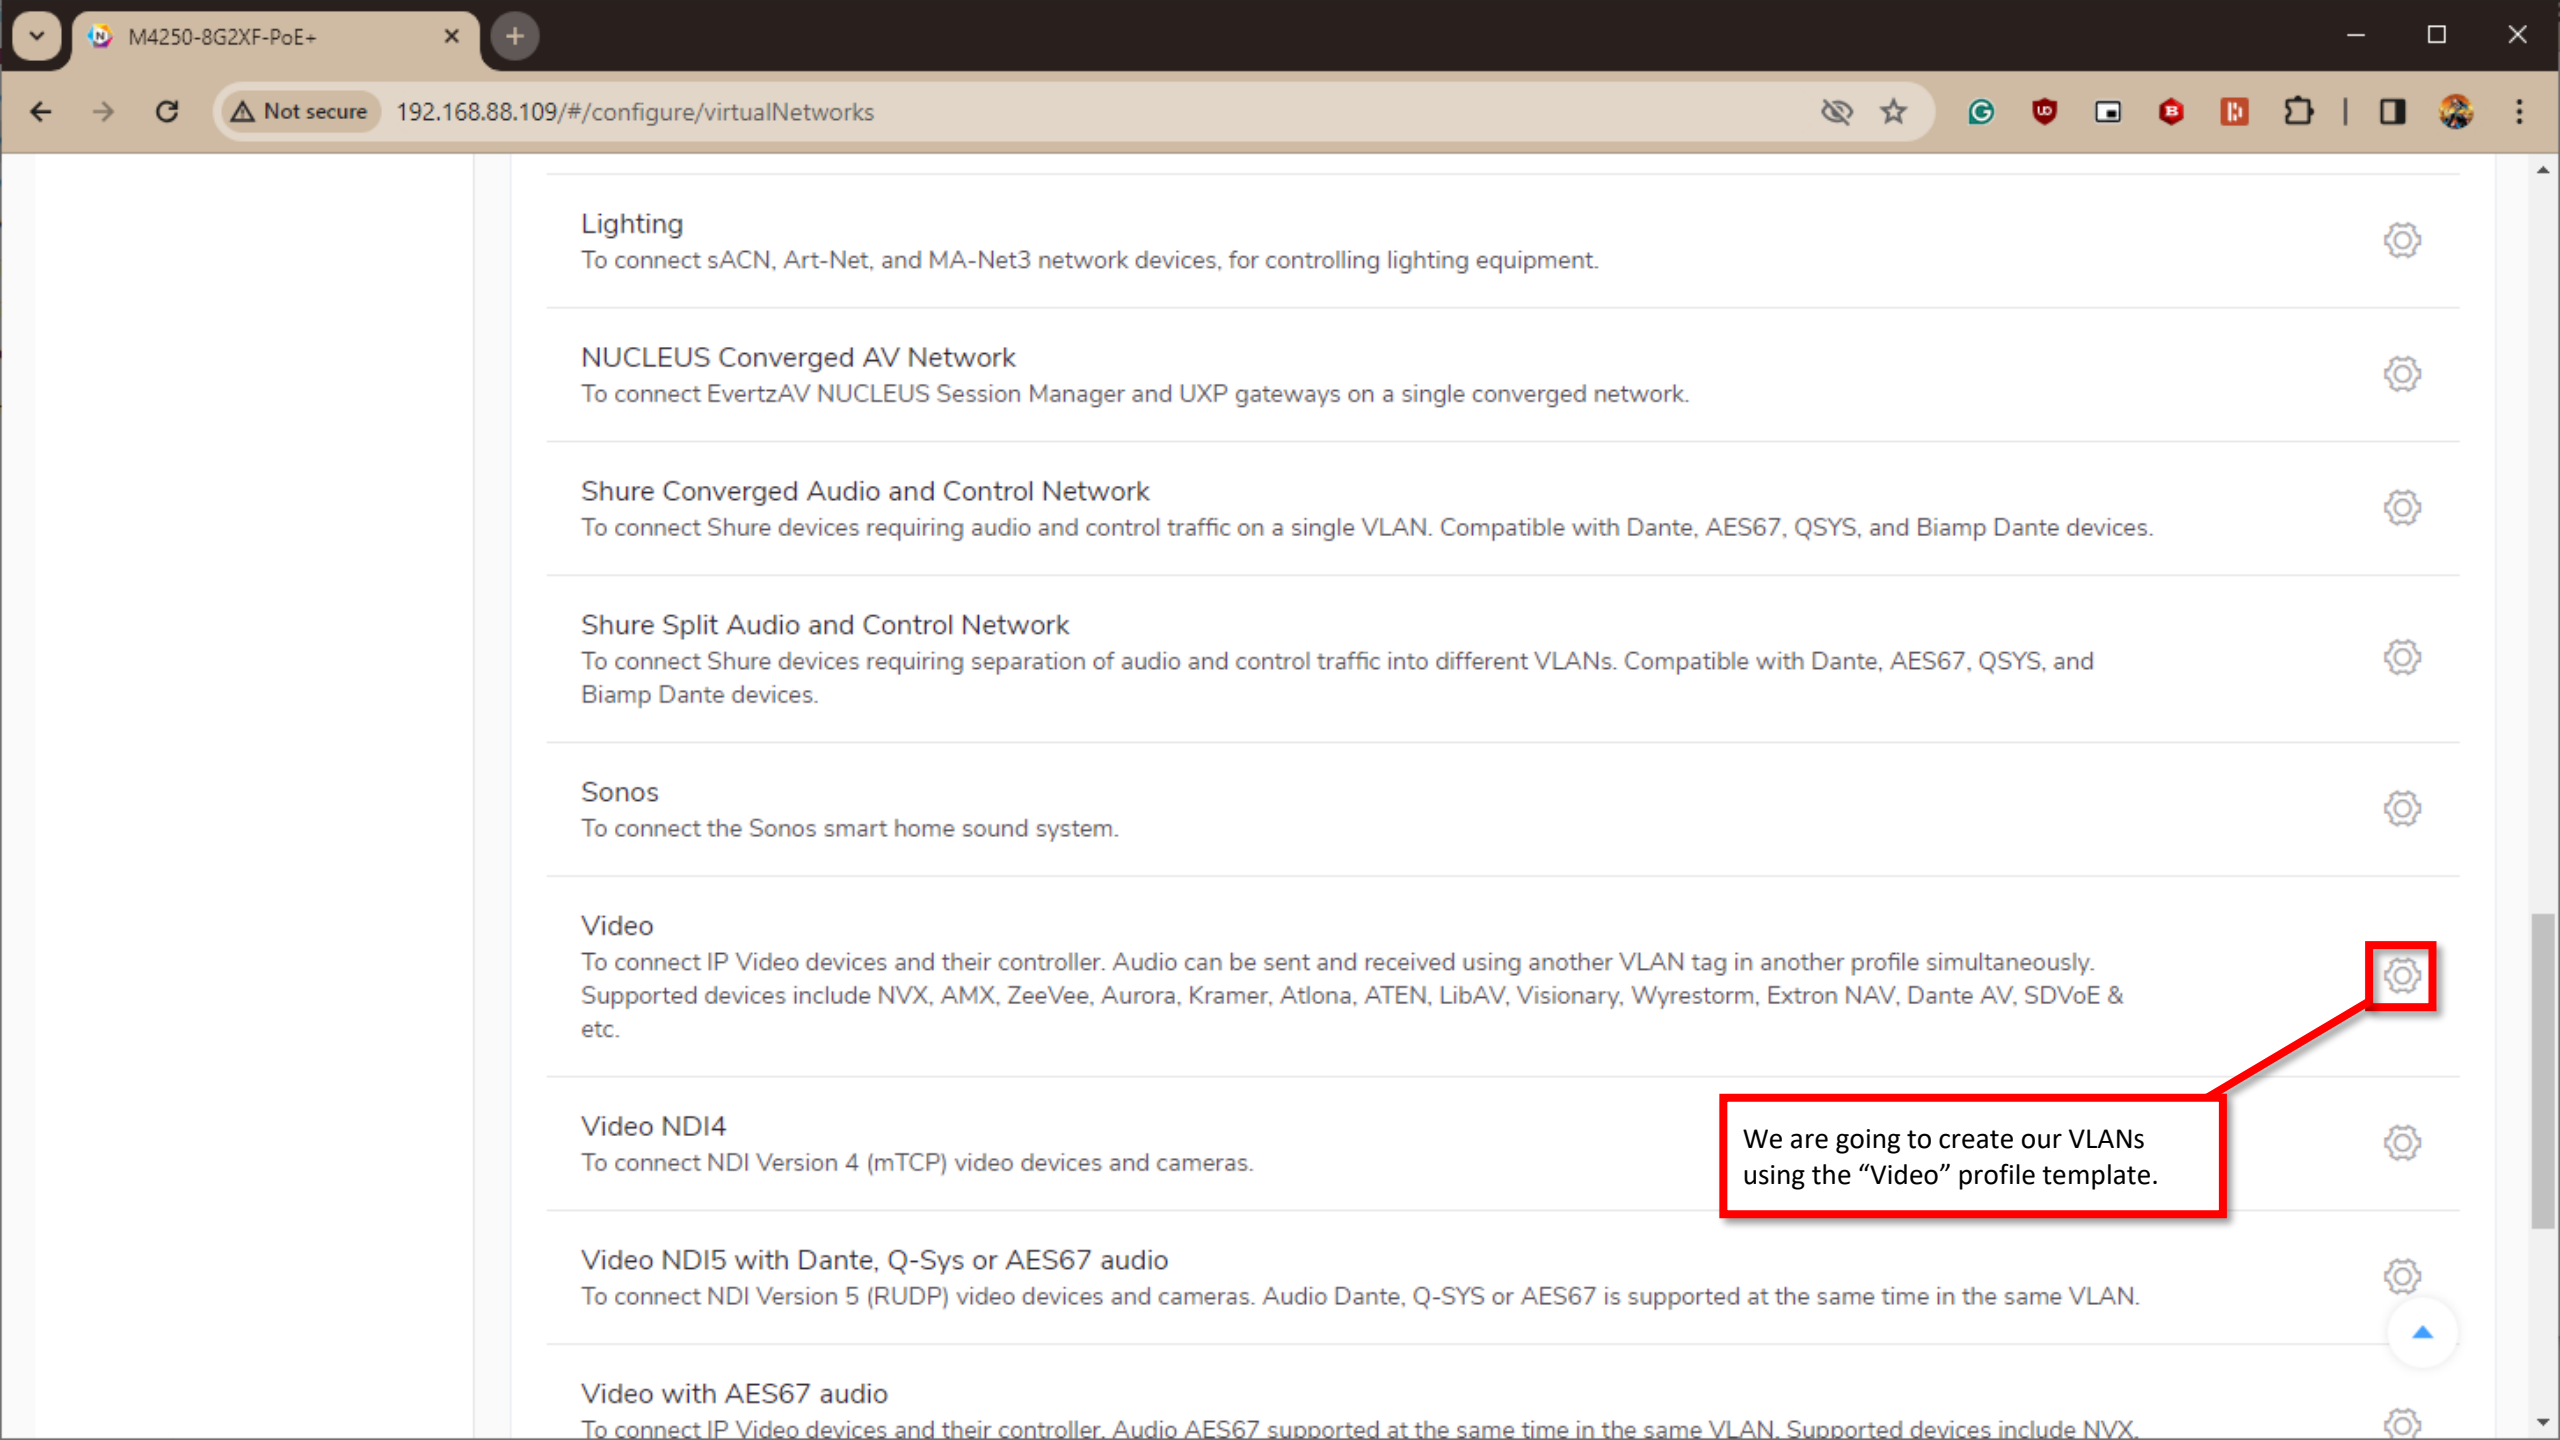 M4250-8G2XF-PoE+
Not secure 192.168.88.109/#/configure/virtualNetworks
Lighting
To connect sACN, Art-Net, and MA-Net3 network devices, for controlling lighting equipment.
NUCLEUS Converged AV Network
To connect EvertzAV NUCLEUS Session Manager and UXP gateways on a single converged network.
Shure Converged Audio and Control Network
To connect Shure devices requiring audio and control traffic on a single VLAN. Compatible with Dante, AES67, QSYS, and Biamp Dante devices.
Shure Split Audio and Control Network
To connect Shure devices requiring separation of audio and control traffic into different VLANs. Compatible with Dante, AES67, QSYS, and
Biamp Dante devices.
Sonos
To connect the Sonos smart home sound system.
Video
To connect IP Video devices and their controller. Audio can be sent and received using another VLAN tag in another profile simultaneously.
Supported devices include NVX, AMX, ZeeVee, Aurora, Kramer, Atlona, ATEN, LibAV, Visionary, Wyrestorm, Extron NAV, Dante AV, SDVoE &
etc.
Video NDI4
To connect NDI Version 4 (mTCP) video devices and cameras.
We are going to create our VLANs
using the “Video” profile template.
Video NDI5 with Dante, Q-Sys or AES67 audio
To connect NDI Version 5 (RUDP) video devices and cameras. Audio Dante, Q-SYS or AES67 is supported at the same time in the same VLAN.
Video with AES67 audio
To connect IP Video devices and their controller. Audio AES67 supported at the same time in the same VLAN. Supported devices include NVX,